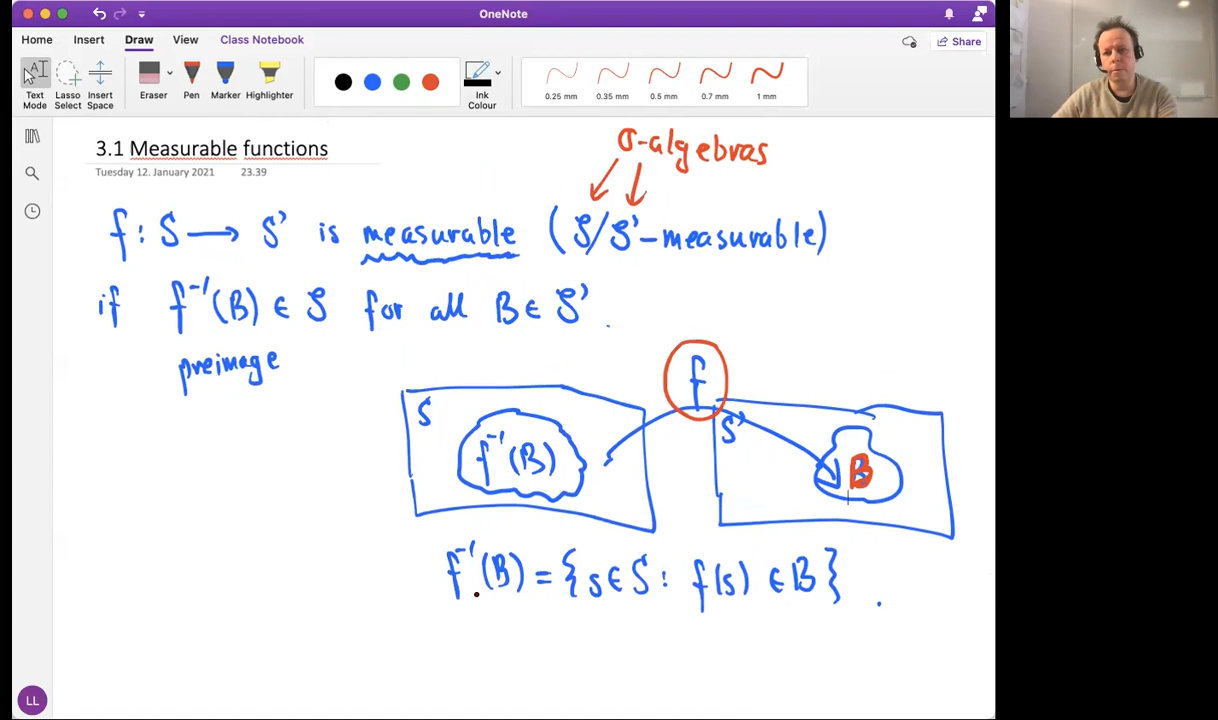 OneNote
Home Insert Draw View Class Notebook Share
Text Mode Lasso Select Insert Space Eraser Pen Marker Highlighter Ink Colour 0.25 mm 0.35 mm 0.5 mm 0.7 mm 1 mm
3.1 Measurable functions
Tuesday 12. January 2021 23.39
σ-algebras
f : S → S' is measurable (𝒮/𝒮'-measurable)
if f⁻¹(B) ∈ 𝒮 for all B ∈ 𝒮'.
preimage
f
S S'
f⁻¹(B) B
f⁻¹(B) = {s ∈ S : f(s) ∈ B}.
LL